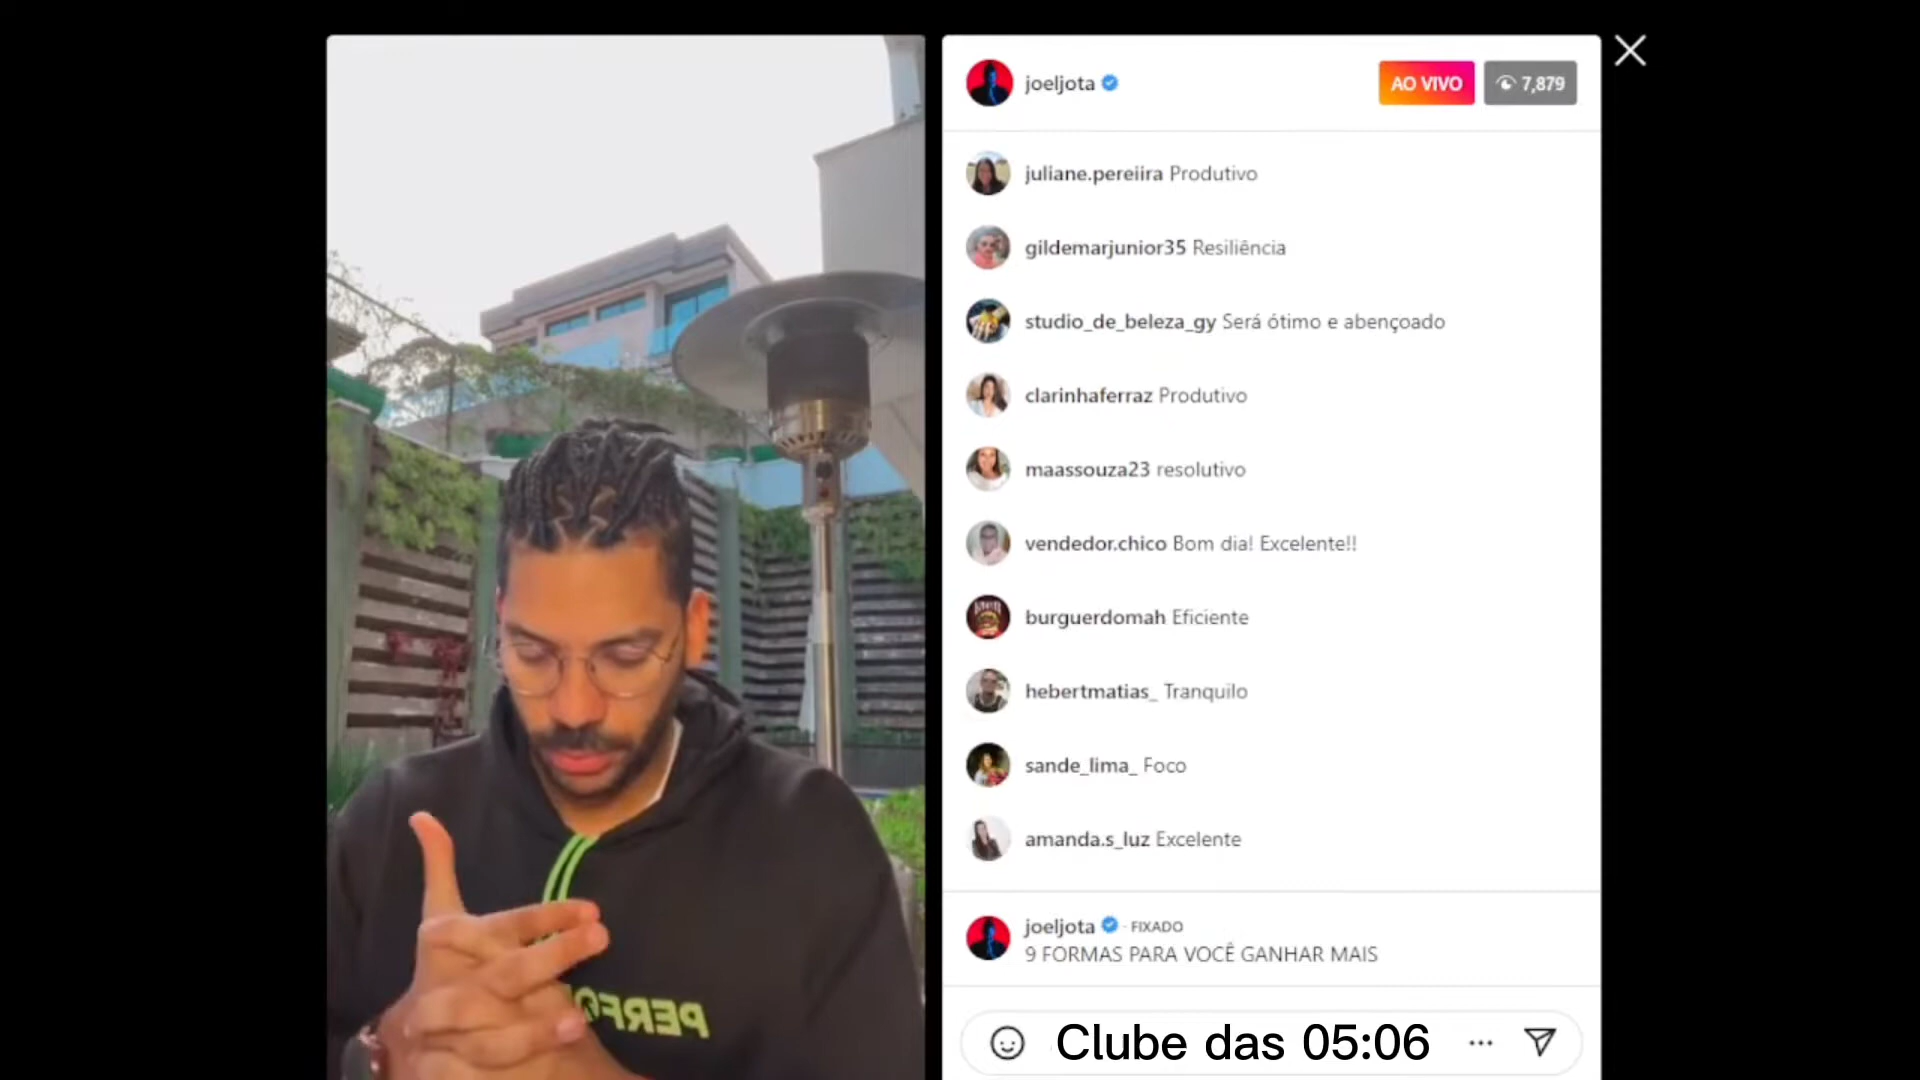 joeljota
AO VIVO
7,879
juliane.pereiira Produtivo
gildemarjunior35 Resiliência
studio_de_beleza_gy Será ótimo e abençoado
clarinhaferraz Produtivo
maassouza23 resolutivo
vendedor.chico Bom dia! Excelente!!
burguerdomah Eficiente
hebertmatias_ Tranquilo
sande_lima_ Foco
amanda.s_luz Excelente
joeljota · FIXADO
9 FORMAS PARA VOCÊ GANHAR MAIS
Clube das 05:06